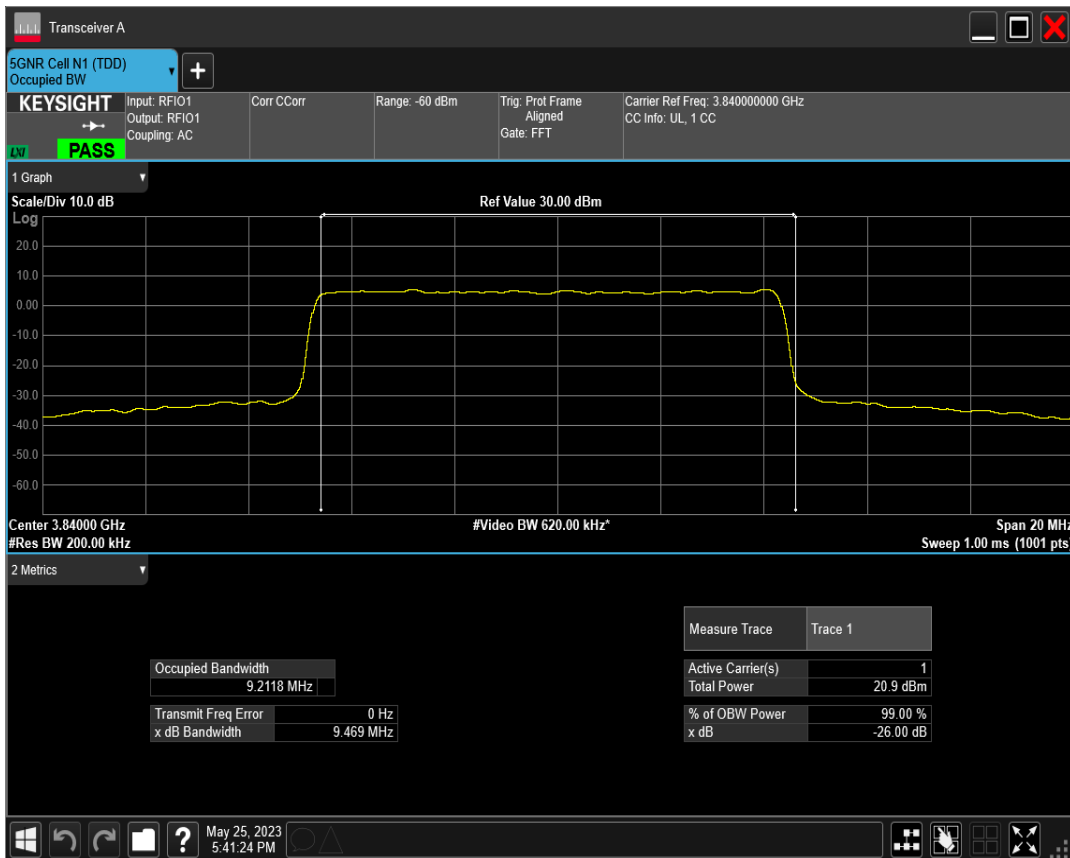 Transceiver A
5GNR Cell N1 (TDD)
Occupied BW
+
KEYSIGHT
LXI
PASS
Input: RFIO1
Output: RFIO1
Coupling: AC
Corr CCorr
Range: -60 dBm
Trig: Prot Frame
Aligned
Gate: FFT
Carrier Ref Freq: 3.840000000 GHz
CC Info: UL, 1 CC
1 Graph
Scale/Div 10.0 dB
Ref Value 30.00 dBm
Log
20.0
10.0
0.00
-10.0
-20.0
-30.0
-40.0
-50.0
-60.0
Center 3.84000 GHz
#Video BW 620.00 kHz*
Span 20 MHz
#Res BW 200.00 kHz
Sweep 1.00 ms (1001 pts)
2 Metrics
Measure Trace Trace 1
Occupied Bandwidth
9.2118 MHz
Active Carrier(s) 1
Total Power 20.9 dBm
Transmit Freq Error 0 Hz
x dB Bandwidth 9.469 MHz
% of OBW Power 99.00 %
x dB -26.00 dB
?
May 25, 2023
5:41:24 PM